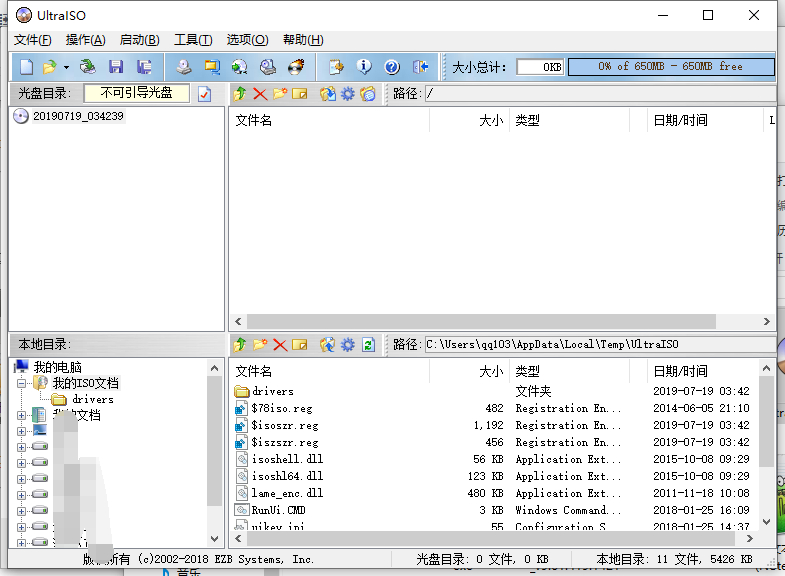 UltraISO
文件(F) 操作(A) 启动(B) 工具(T) 选项(O) 帮助(H)
大小总计: 0KB 0% of 650MB - 650MB free
光盘目录: 不可引导光盘 路径: /
20190719_034239
文件名 大小 类型 日期/时间 L
本地目录: 路径: C:\Users\qq103\AppData\Local\Temp\UltraISO
我的电脑
我的ISO文档
drivers
文档
文件名 大小 类型 日期/时间
drivers 文件夹 2019-07-19 03:42
$78iso.reg 482 Registration En... 2014-06-05 21:10
$isoszr.reg 1,192 Registration En... 2019-07-19 03:42
$iszszr.reg 456 Registration En... 2019-07-19 03:42
isoshell.dll 56 KB Application Ext... 2015-10-08 09:29
isoshl64.dll 123 KB Application Ext... 2015-10-08 09:29
lame_enc.dll 480 KB Application Ext... 2011-11-18 10:08
RunUi.CMD 3 KB Windows Command... 2018-01-25 16:09
uikey.ini 55 Configuration S... 2018-01-25 14:37
所有 (c)2002-2018 EZB Systems, Inc. 光盘目录: 0 文件, 0 KB 本地目录: 11 文件, 5426 KB
音乐